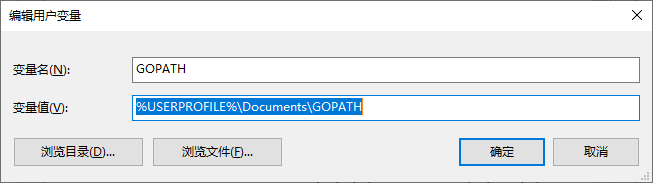 编辑用户变量
变量名(N):
GOPATH
变量值(V):
%USERPROFILE%\Documents\GOPATH
浏览目录(D)...
浏览文件(F)...
确定
取消